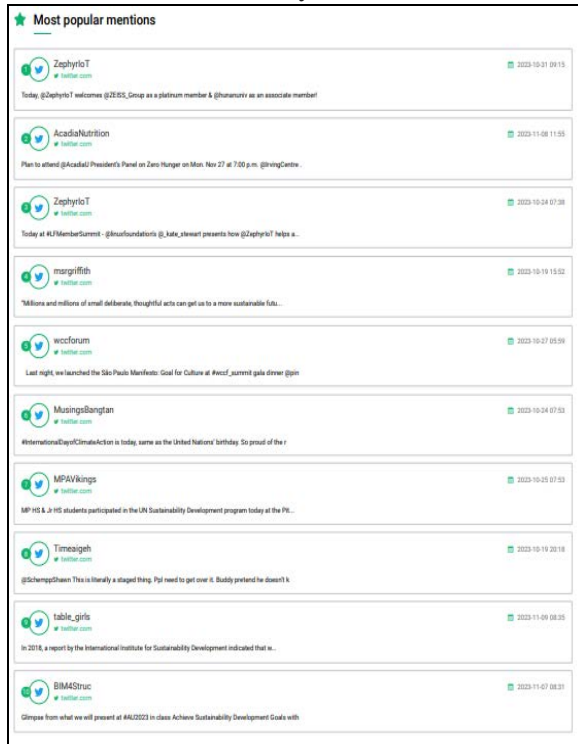 Most popular mentions
1
ZephyrIoT
2023-10-31 09:15
twitter.com
Today, @ZephyrIoT welcomes @ZEISS_Group as a platinum member & @hunanuniv as an associate member!
2
AcadiaNutrition
2023-11-08 11:55
twitter.com
Plan to attend @AcadiaU President's Panel on Zero Hunger on Mon. Nov 27 at 7:00 p.m. @IrvingCentre .
3
ZephyrIoT
2023-10-24 07:38
twitter.com
Today at #LFMemberSummit - @linuxfoundation's @_kate_stewart presents how @ZephyrIoT helps a...
4
msrgriffith
2023-10-19 15:52
twitter.com
"Millions and millions of small deliberate, thoughtful acts can get us to a more sustainable futu...
5
wccforum
2023-10-27 05:59
twitter.com
Last night, we launched the São Paulo Manifesto: Goal for Culture at #wccf_summit gala dinner @pin
6
MusingsBangtan
2023-10-24 07:53
twitter.com
#InternationalDayofClimateAction is today, same as the United Nations' birthday. So proud of the r
7
MPAVikings
2023-10-25 07:53
twitter.com
MP HS & Jr HS students participated in the UN Sustainability Development program today at the Pit...
8
Timeaigeh
2023-10-19 20:18
twitter.com
@SchemppShawn This is literally a staged thing. Ppl need to get over it. Buddy pretend he doesn't k
9
table_girls
2023-11-09 08:35
twitter.com
In 2018, a report by the International Institute for Sustainability Development indicated that w...
10
BIM4Struc
2023-11-07 08:31
twitter.com
Glimpse from what we will present at #AU2023 in class Achieve Sustainability Development Goals with